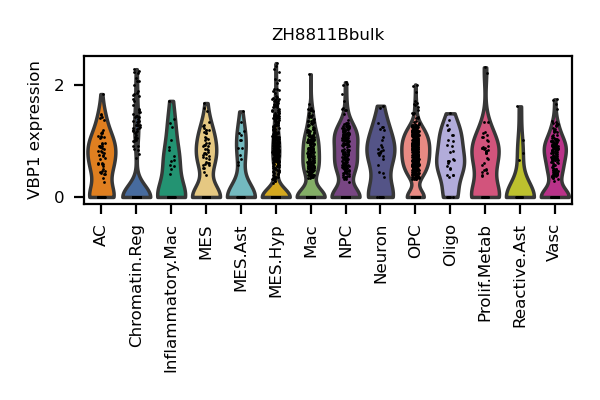 ZH8811Bbulk
VBP1 expression
2
0
AC
Chromatin.Reg
Inflammatory.Mac
MES
MES.Ast
MES.Hyp
Mac
NPC
Neuron
OPC
Oligo
Prolif.Metab
Reactive.Ast
Vasc